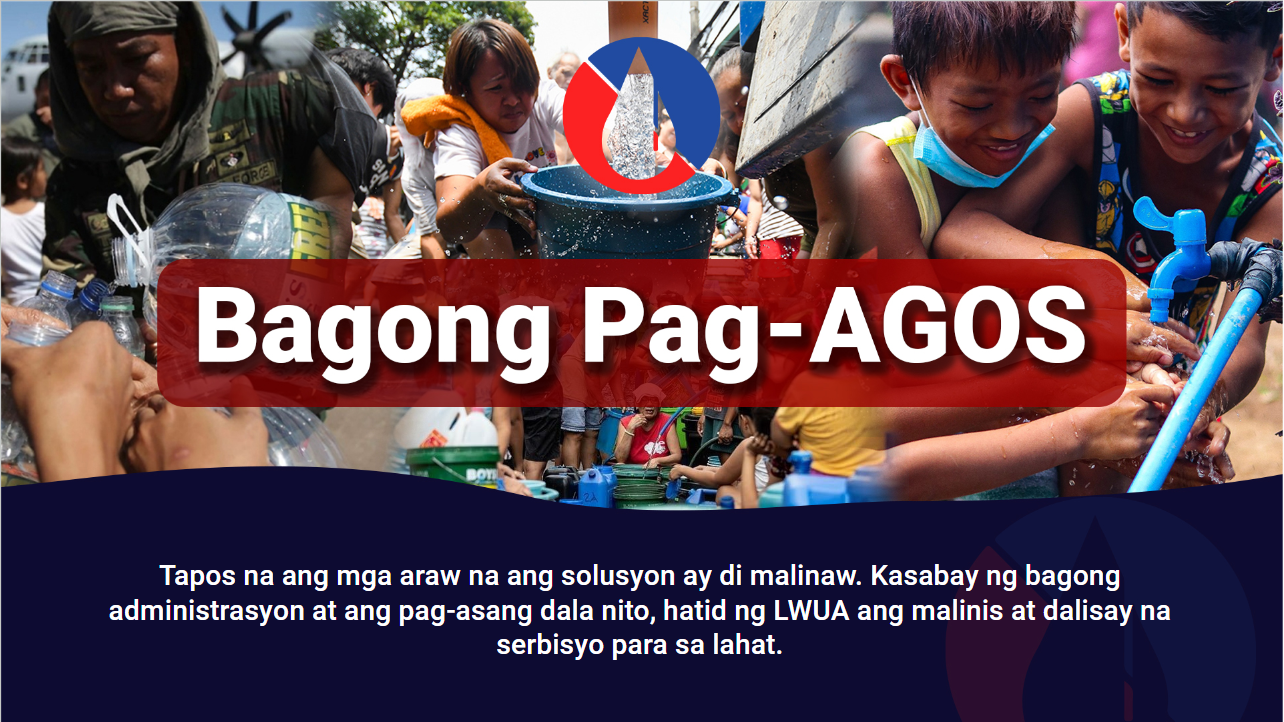 Bagong Pag-AGOS
Tapos na ang mga araw na ang solusyon ay di malinaw. Kasabay ng bagong
administrasyon at ang pag-asang dala nito, hatid ng LWUA ang malinis at dalisay na
serbisyo para sa lahat.